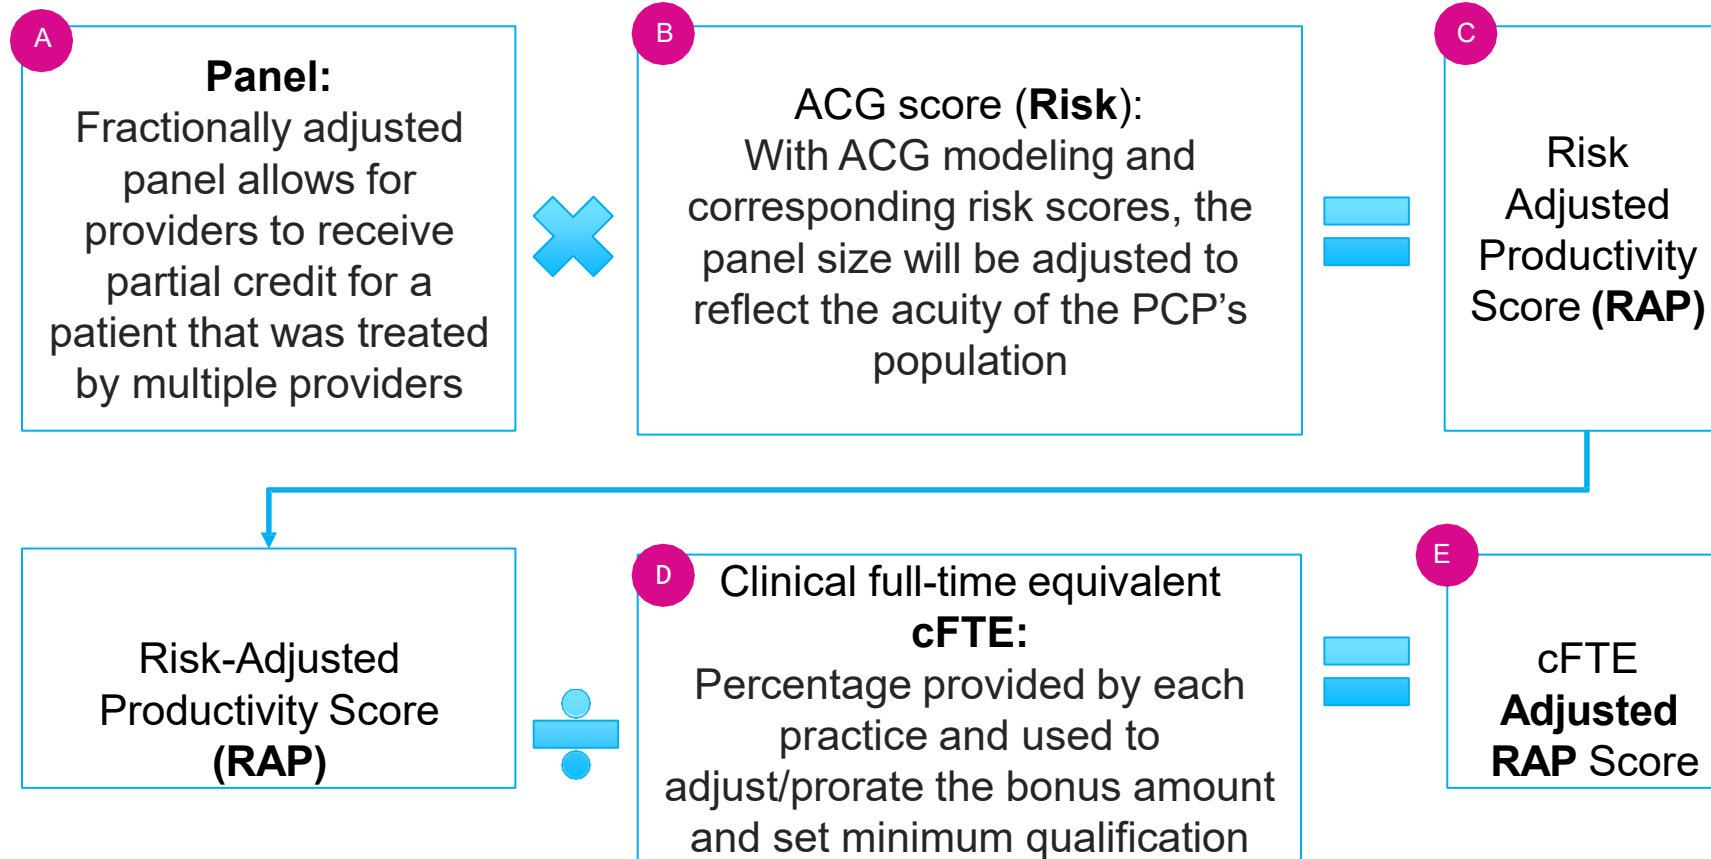 A
Panel:
Fractionally adjusted
panel allows for
providers to receive
partial credit for a
patient that was treated
by multiple providers
B
ACG score (Risk):
With ACG modeling and
corresponding risk scores, the
panel size will be adjusted to
reflect the acuity of the PCP’s
population
C
Risk
Adjusted
Productivity
Score (RAP)
Risk-Adjusted
Productivity Score
(RAP)
D
Clinical full-time equivalent
cFTE:
Percentage provided by each
practice and used to
adjust/prorate the bonus amount
and set minimum qualification
E
cFTE
Adjusted
RAP Score